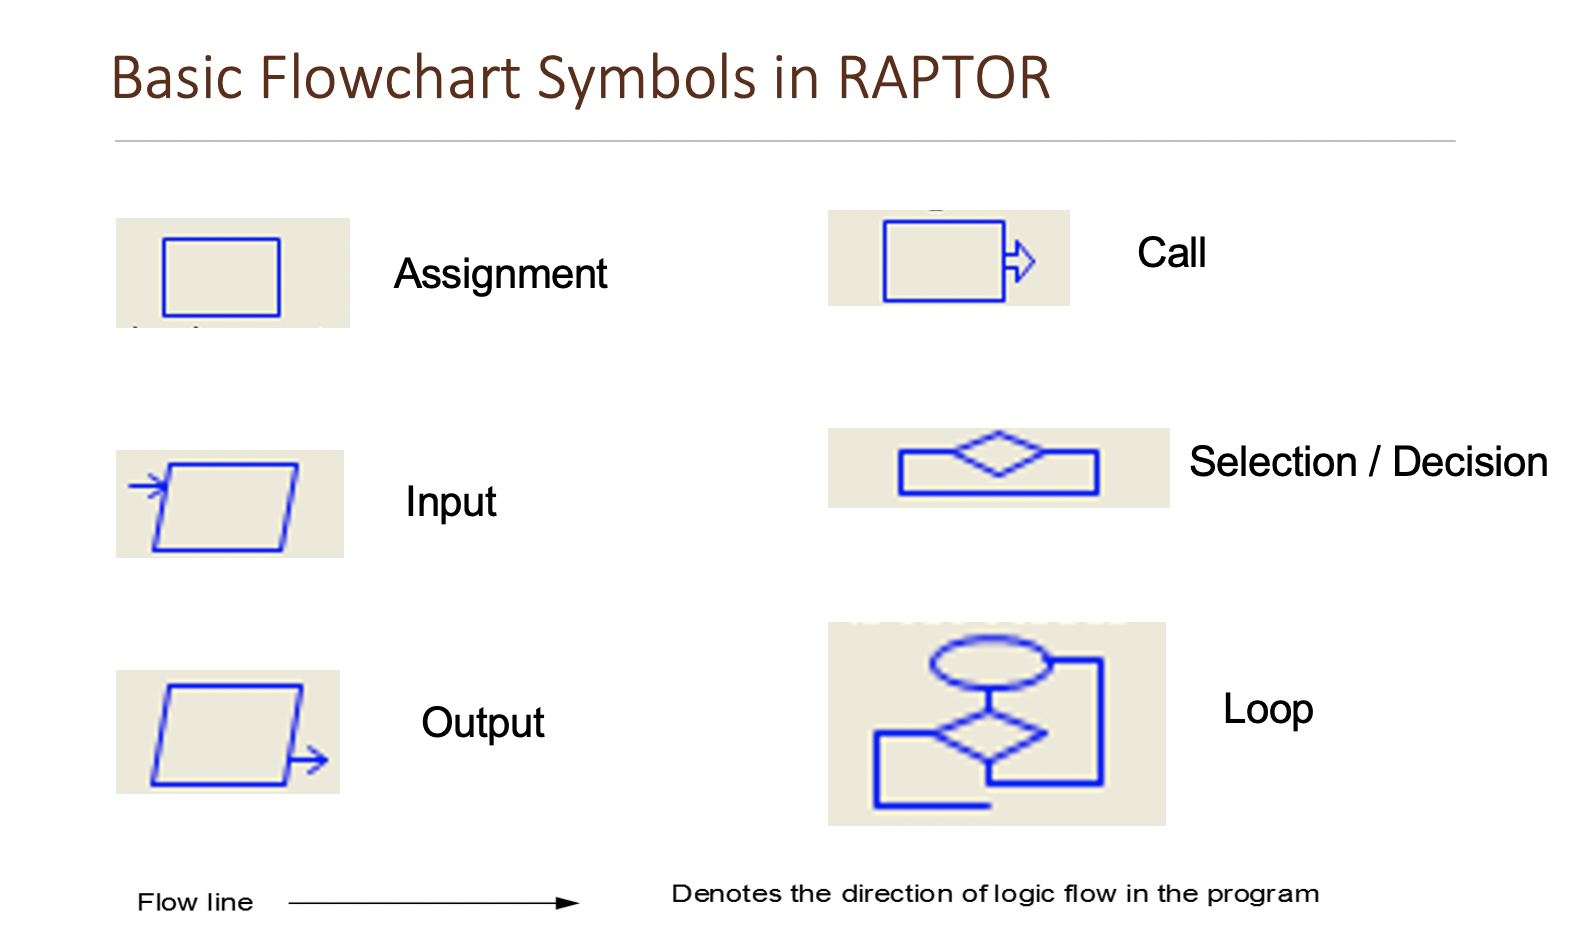 Basic Flowchart Symbols in RAPTOR
Assignment
Call
Input
Selection / Decision
Output
Loop
Flow line
Denotes the direction of logic flow in the program